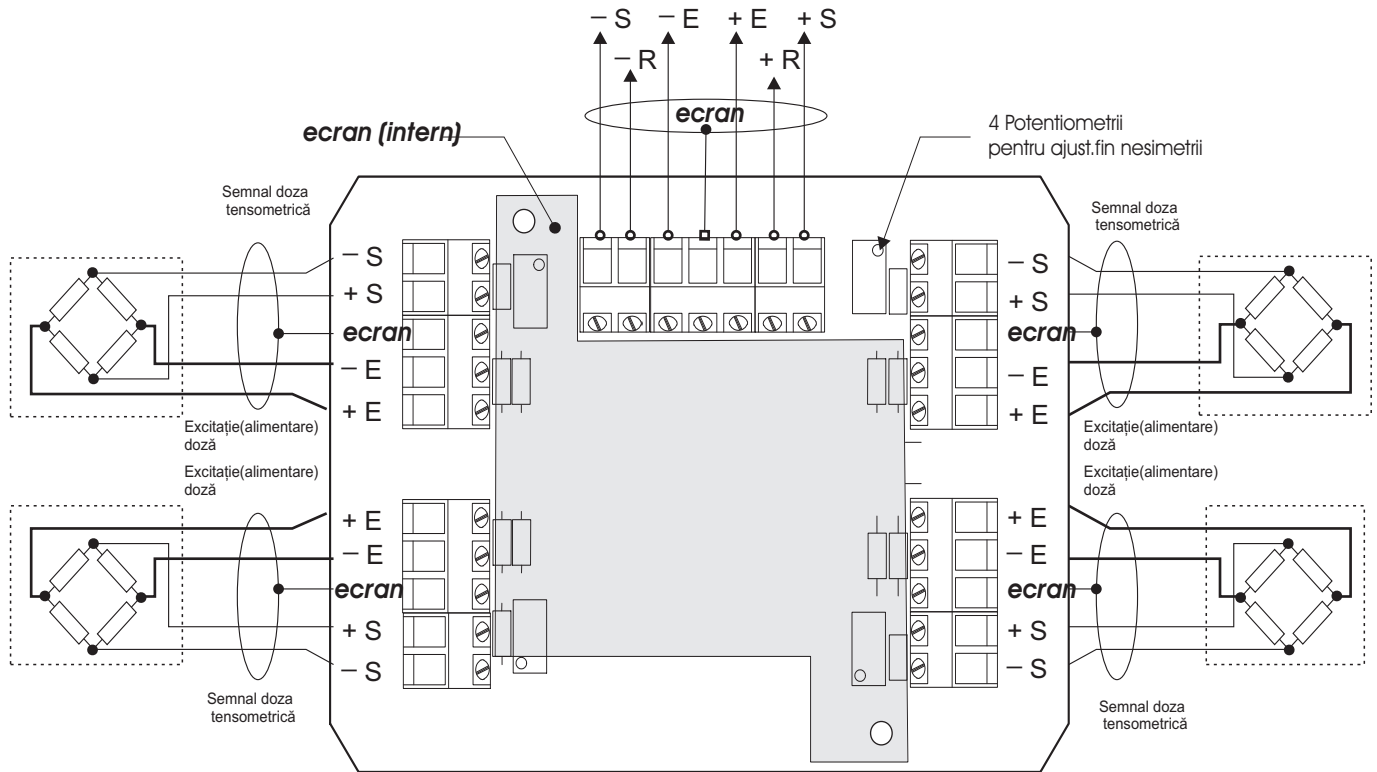 – S – E + E + S
– R + R
ecran
ecran (intern)
4 Potentiometrii
pentru ajust.fin nesimetrii
Semnal doza
tensometrică
– S
+ S
ecran
– E
+ E
Excitație(alimentare)
doză
Excitație(alimentare)
doză
+ E
– E
ecran
+ S
– S
Semnal doza
tensometrică
Semnal doza
tensometrică
– S
+ S
ecran
– E
+ E
Excitație(alimentare)
doză
Excitație(alimentare)
doză
+ E
– E
ecran
+ S
– S
Semnal doza
tensometrică